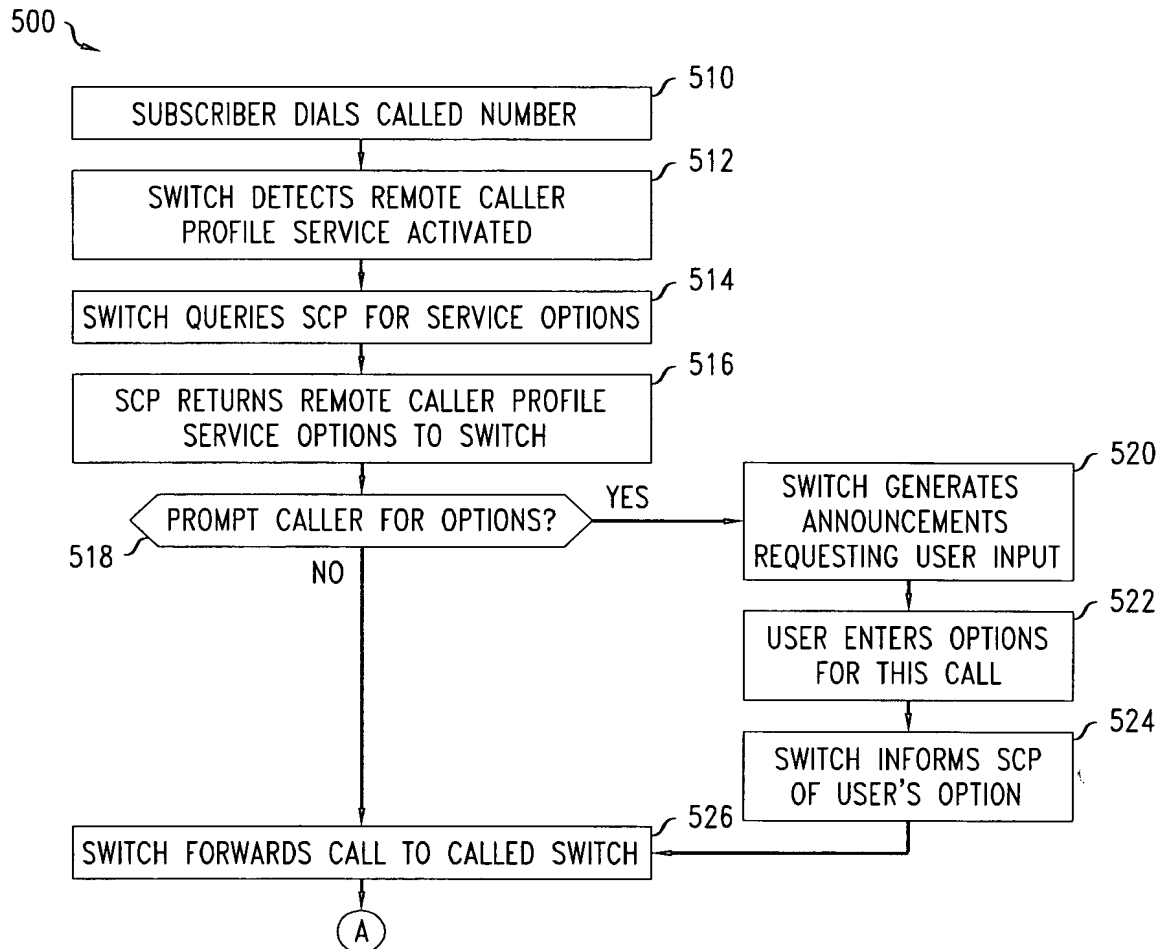 500
510
SUBSCRIBER DIALS CALLED NUMBER
512
SWITCH DETECTS REMOTE CALLER
PROFILE SERVICE ACTIVATED
514
SWITCH QUERIES SCP FOR SERVICE OPTIONS
516
SCP RETURNS REMOTE CALLER PROFILE
SERVICE OPTIONS TO SWITCH
PROMPT CALLER FOR OPTIONS?
518
YES
NO
520
SWITCH GENERATES
ANNOUNCEMENTS
REQUESTING USER INPUT
522
USER ENTERS OPTIONS
FOR THIS CALL
524
SWITCH INFORMS SCP
OF USER'S OPTION
526
SWITCH FORWARDS CALL TO CALLED SWITCH
A